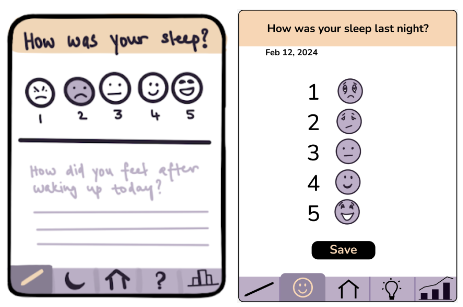 How was your sleep?
1 2 3 4 5
How did you feel after
waking up today?
?
How was your sleep last night?
Feb 12, 2024
1
2
3
4
5
Save